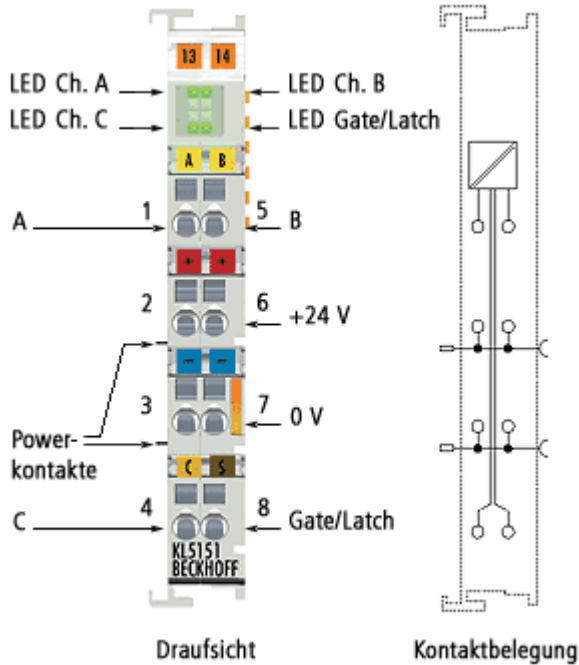 13 14
LED Ch. A
LED Ch. B
LED Ch. C
LED Gate/Latch
A B
1 5
A
B
+ +
2 6
+24 V
- -
3 7
0 V
Power-
kontakte
C S
4 8
C
Gate/Latch
KL5151
BECKHOFF
Draufsicht
Kontaktbelegung